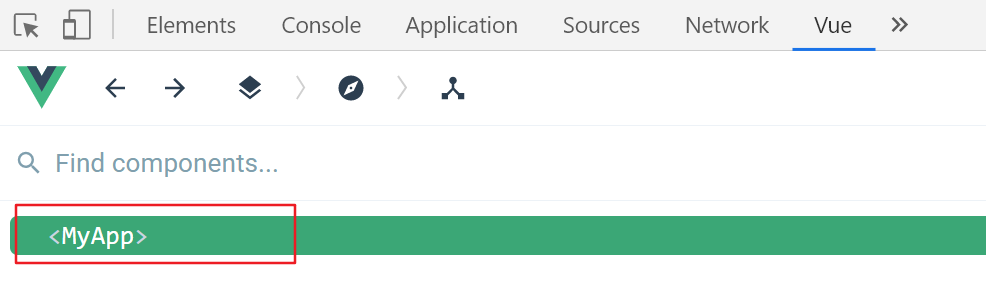 Elements Console Application Sources Network Vue »
Find components...
<MyApp>